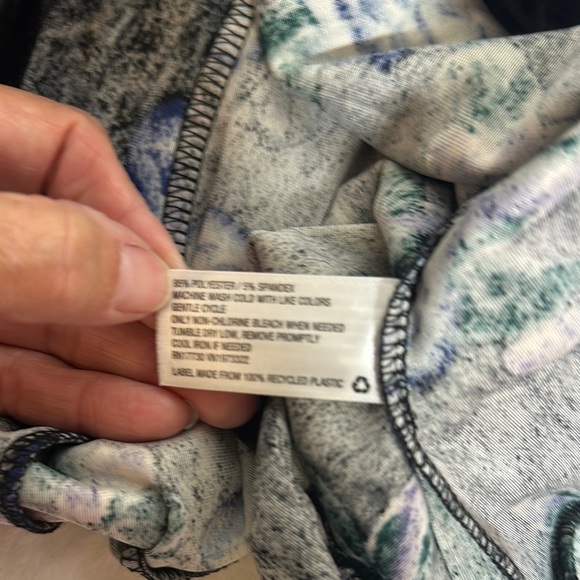 95% POLYESTER / 5% SPANDEX
MACHINE WASH COLD WITH LIKE COLORS
GENTLE CYCLE
ONLY NON-CHLORINE BLEACH WHEN NEEDED
TUMBLE DRY LOW, REMOVE PROMPTLY
COOL IRON IF NEEDED
RN17730
LABEL MADE FROM 100% RECYCLED PLASTIC